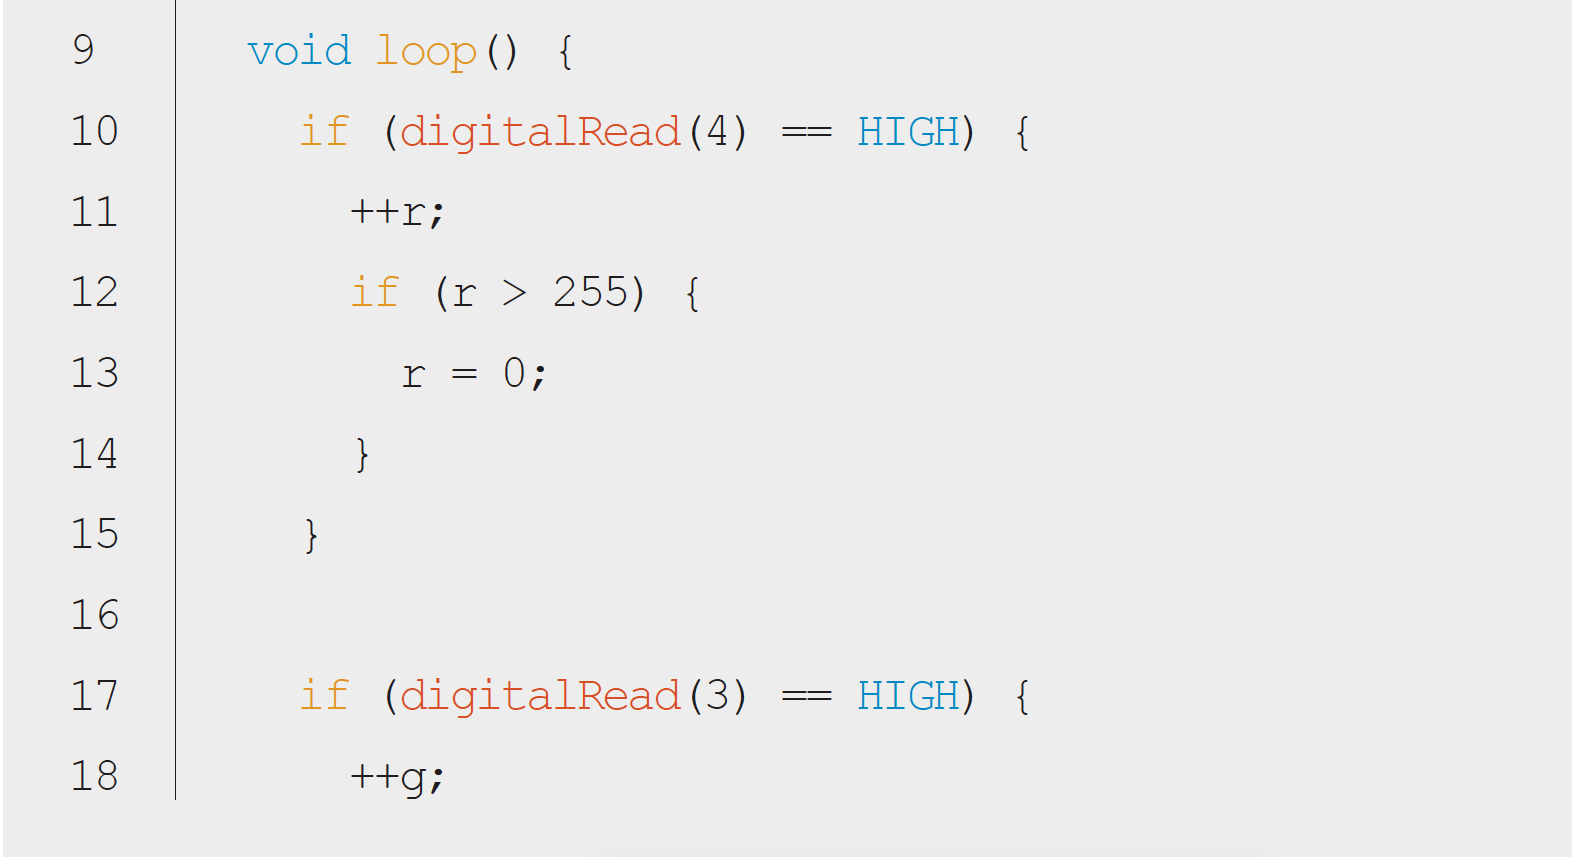 9 void loop() {
10 if (digitalRead(4) == HIGH) {
11 ++r;
12 if (r > 255) {
13 r = 0;
14 }
15 }
16
17 if (digitalRead(3) == HIGH) {
18 ++g;